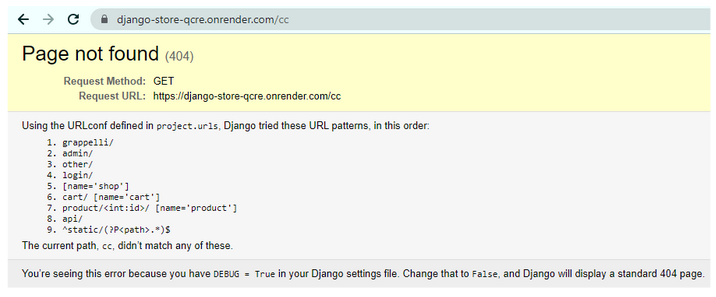 django-store-qcre.onrender.com/cc
Page not found (404)
Request Method: GET
Request URL: https://django-store-qcre.onrender.com/cc
Using the URLconf defined in project.urls, Django tried these URL patterns, in this order:
1. grappelli/
2. admin/
3. other/
4. login/
5. [name='shop']
6. cart/ [name='cart']
7. product/<int:id>/ [name='product']
8. api/
9. ^static/(?P<path>.*)$
The current path, cc, didn't match any of these.
You're seeing this error because you have DEBUG = True in your Django settings file. Change that to False, and Django will display a standard 404 page.